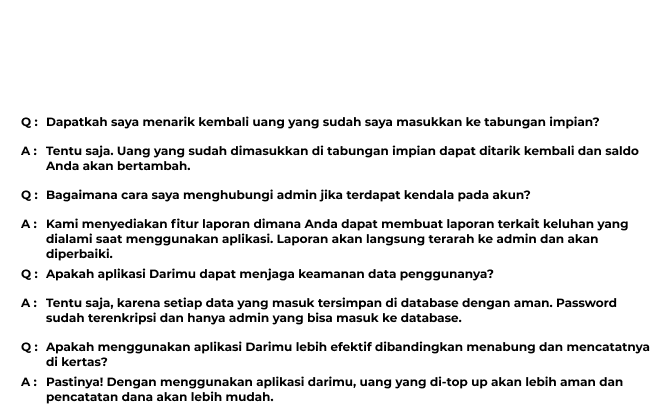 Q : Dapatkah saya menarik kembali uang yang sudah saya masukkan ke tabungan impian?
A : Tentu saja. Uang yang sudah dimasukkan di tabungan impian dapat ditarik kembali dan saldo
Anda akan bertambah.
Q : Bagaimana cara saya menghubungi admin jika terdapat kendala pada akun?
A : Kami menyediakan fitur laporan dimana Anda dapat membuat laporan terkait keluhan yang
dialami saat menggunakan aplikasi. Laporan akan langsung terarah ke admin dan akan
diperbaiki.
Q : Apakah aplikasi Darimu dapat menjaga keamanan data penggunanya?
A : Tentu saja, karena setiap data yang masuk tersimpan di database dengan aman. Password
sudah terenkripsi dan hanya admin yang bisa masuk ke database.
Q : Apakah menggunakan aplikasi Darimu lebih efektif dibandingkan menabung dan mencatatnya
di kertas?
A : Pastinya! Dengan menggunakan aplikasi darimu, uang yang di-top up akan lebih aman dan
pencatatan dana akan lebih mudah.